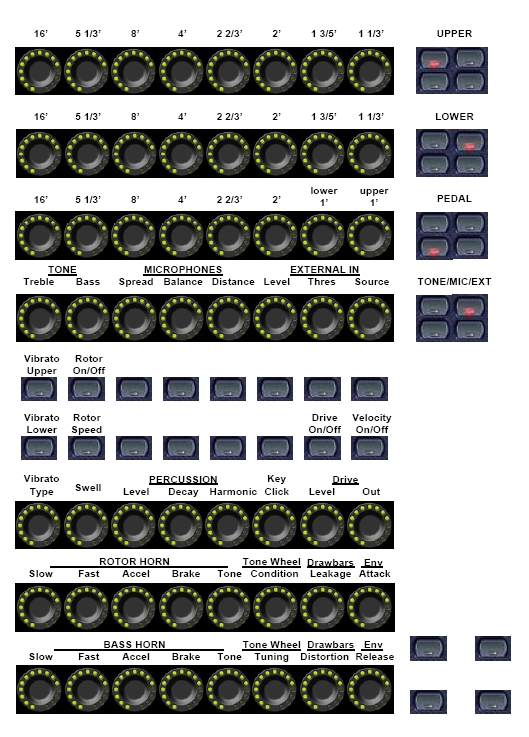 16’ 5 1/3’ 8’ 4’ 2 2/3’ 2’ 1 3/5’ 1 1/3’ UPPER
16’ 5 1/3’ 8’ 4’ 2 2/3’ 2’ 1 3/5’ 1 1/3’ LOWER
lower upper
16’ 5 1/3’ 8’ 4’ 2 2/3’ 2’ 1’ 1’ PEDAL
TONE MICROPHONES EXTERNAL IN
Treble Bass Spread Balance Distance Level Thres Source TONE/MIC/EXT
Vibrato Rotor
Upper On/Off
Vibrato Rotor Drive Velocity
Lower Speed On/Off On/Off
Vibrato PERCUSSION Key Drive
Type Swell Level Decay Harmonic Click Level Out
ROTOR HORN Tone Wheel Drawbars Env
Slow Fast Accel Brake Tone Condition Leakage Attack
BASS HORN Tone Wheel Drawbars Env
Slow Fast Accel Brake Tone Tuning Distortion Release